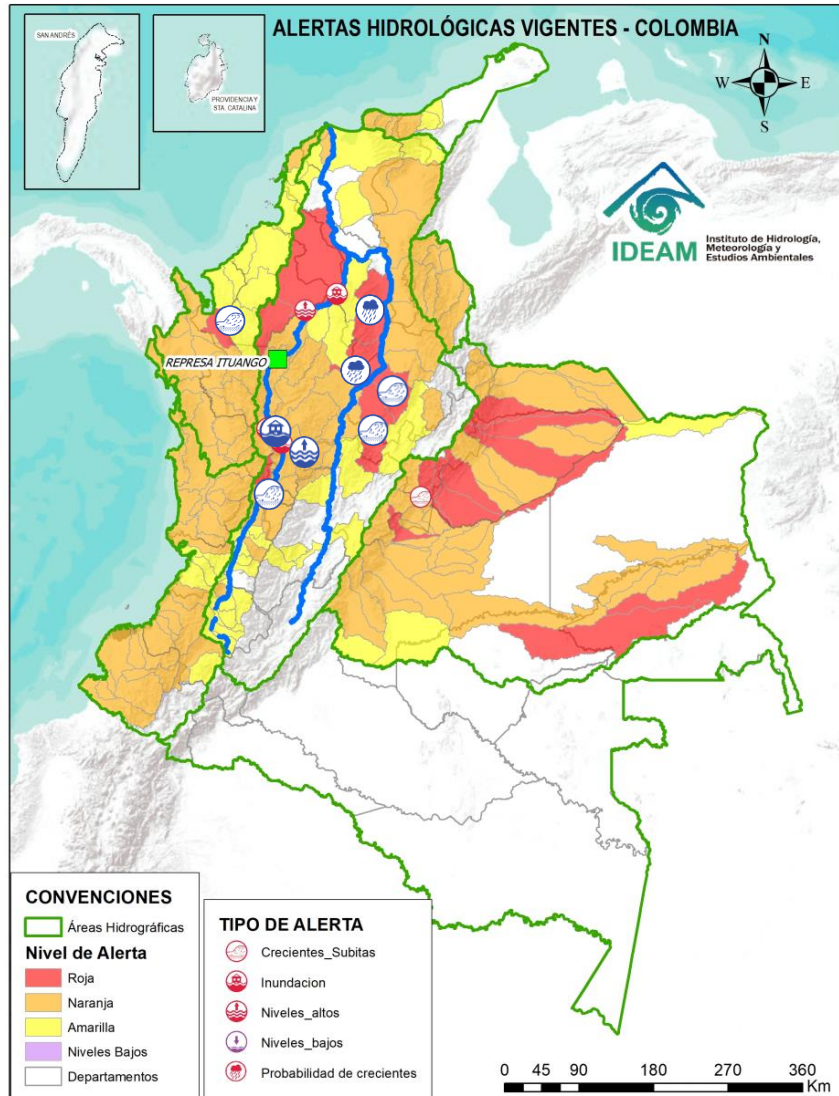 ALERTAS HIDROLÓGICAS VIGENTES - COLOMBIA
SAN ANDRÉS
PROVIDENCIA Y
STA. CATALINA
N
W
E
S
IDEAM
Instituto de Hidrología,
Meteorología y
Estudios Ambientales
REPRESA ITUANGO
CONVENCIONES
Áreas Hidrográficas
Nivel de Alerta
Roja
Naranja
Amarilla
Niveles Bajos
Departamentos
TIPO DE ALERTA
Crecientes_Subitas
Inundacion
Niveles_altos
Niveles_bajos
Probabilidad de crecientes
0 45 90 180 270 360
Km